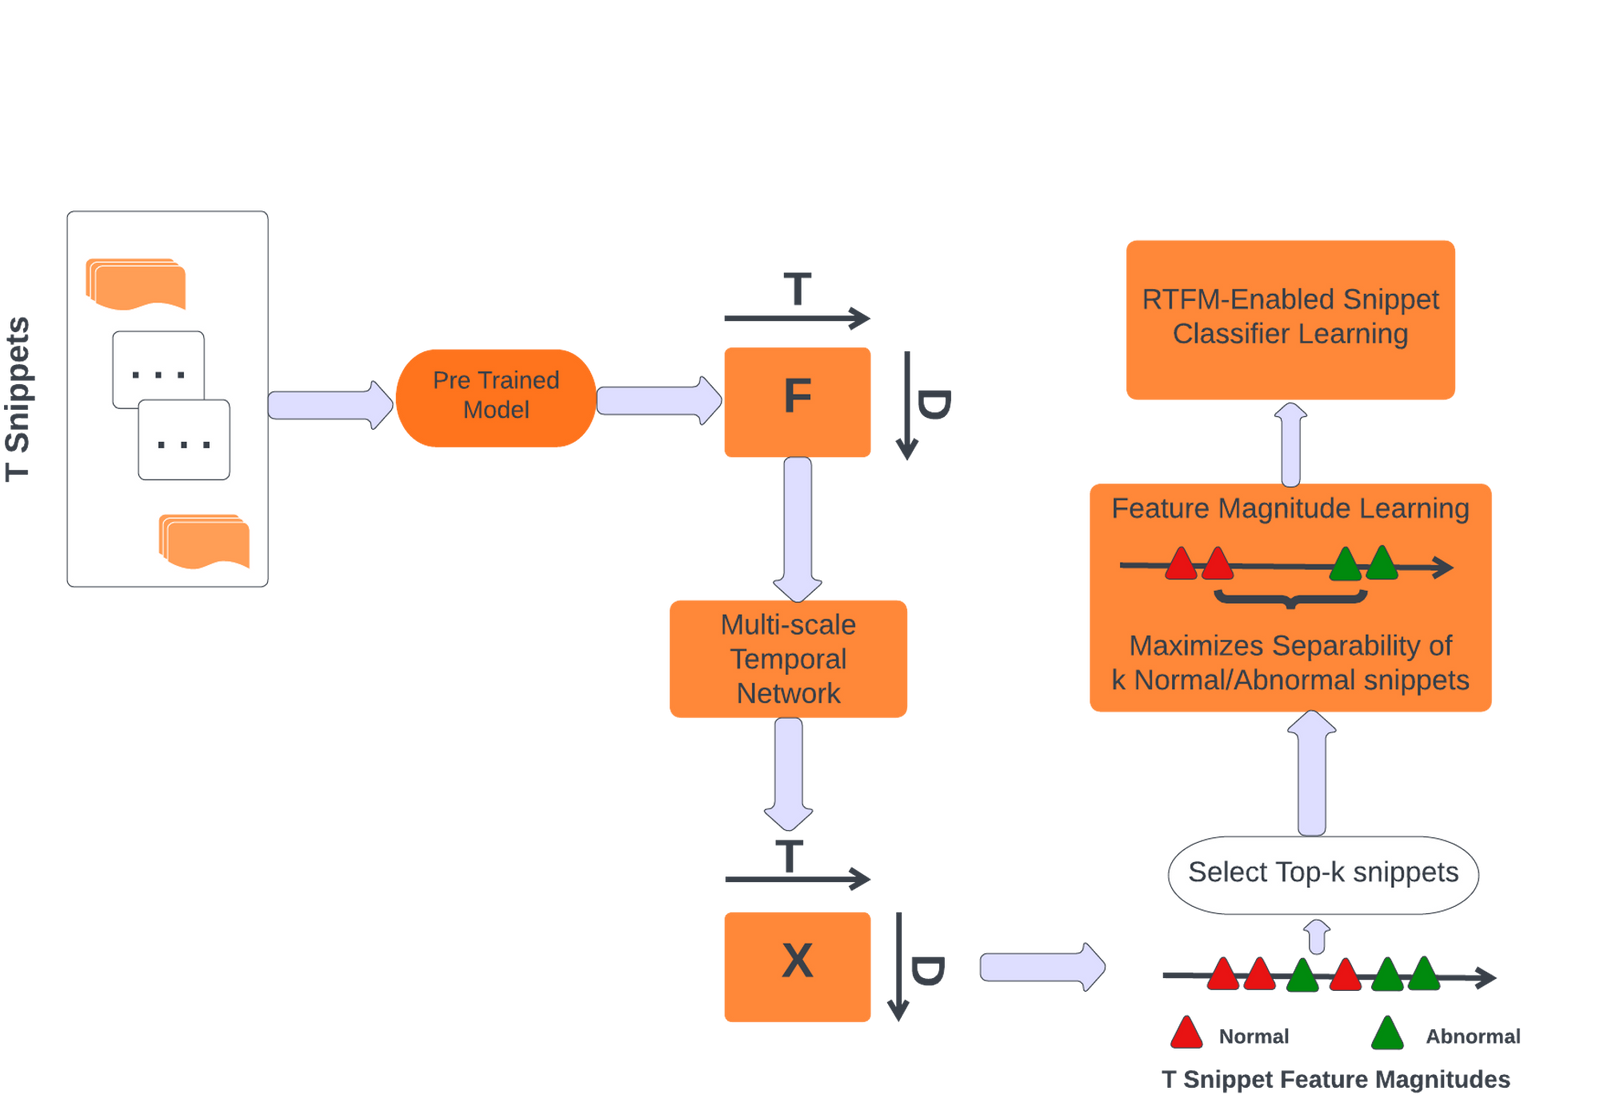 T Snippets
. . .
. . .
Pre Trained
Model
T
F
D
Multi-scale
Temporal
Network
T
X
D
RTFM-Enabled Snippet
Classifier Learning
Feature Magnitude Learning
Maximizes Separability of
k Normal/Abnormal snippets
Select Top-k snippets
Normal
Abnormal
T Snippet Feature Magnitudes